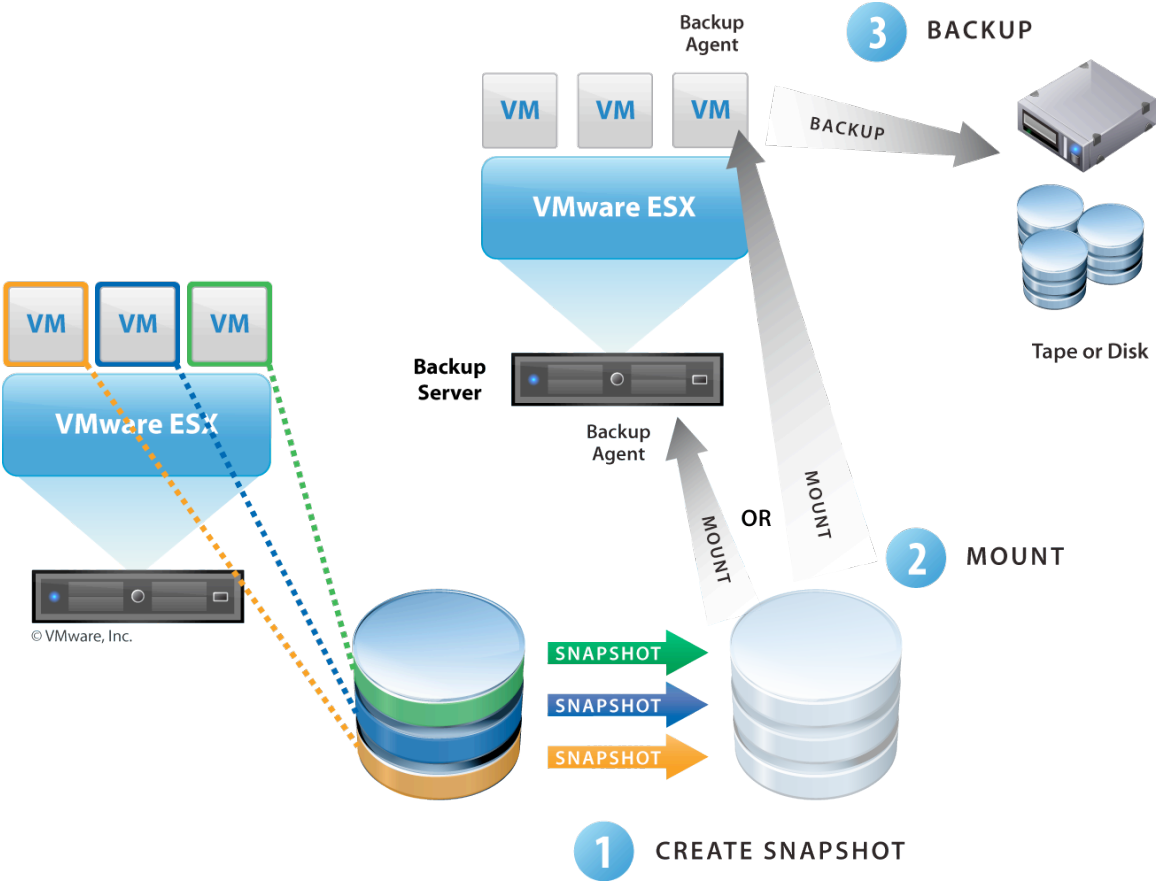 Backup
Agent
3 BACKUP
VM VM VM
BACKUP
VMware ESX
Tape or Disk
VM VM VM
VMware ESX
Backup
Server
Backup
Agent
MOUNT
OR
MOUNT
2 MOUNT
© VMware, Inc.
SNAPSHOT
SNAPSHOT
SNAPSHOT
1 CREATE SNAPSHOT